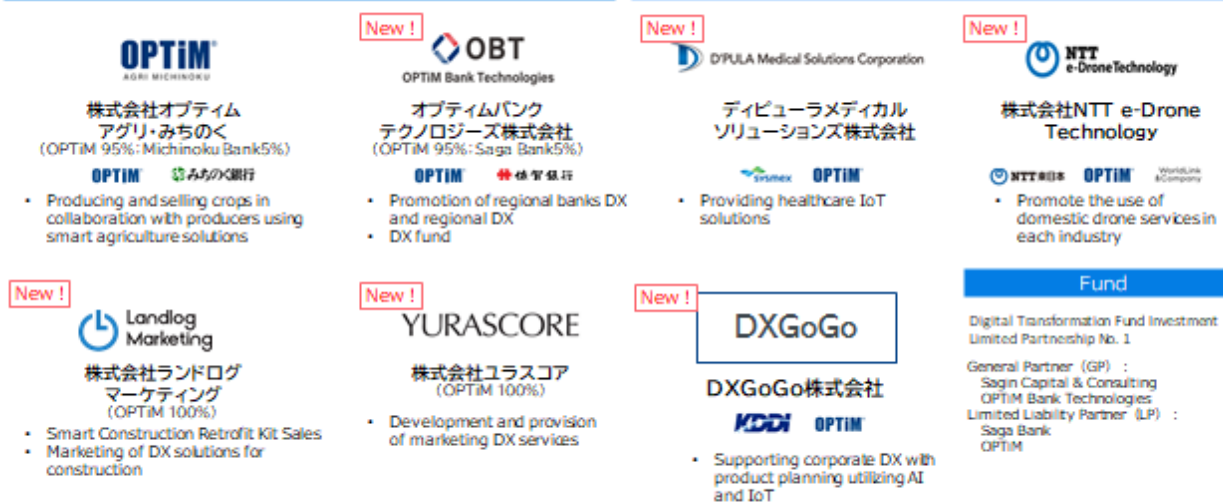 OPTiM
AGRI MICHINOKU
株式会社オプティム
アグリ・みちのく
(OPTiM 95%:Michinoku Bank5%)
OPTiM みちのく銀行
• Producing and selling crops in
collaboration with producers using
smart agriculture solutions
New !
OBT
OPTiM Bank Technologies
オプティムバンク
テクノロジーズ株式会社
(OPTiM 95%:Saga Bank5%)
OPTiM 佐賀銀行
• Promotion of regional banks DX
and regional DX
• DX fund
New !
D'PULA Medical Solutions Corporation
ディピューラメディカル
ソリューションズ株式会社
sysmex OPTiM
• Providing healthcare IoT
solutions
New !
NTT
e-Drone Technology
株式会社NTT e-Drone
Technology
NTT東日本 OPTiM WorldLink
&Company
• Promote the use of
domestic drone services in
each industry
New !
Landlog
Marketing
株式会社ランドログ
マーケティング
(OPTiM 100%)
• Smart Construction Retrofit Kit Sales
• Marketing of DX solutions for
construction
New !
YURASCORE
株式会社ユラスコア
(OPTiM 100%)
• Development and provision
of marketing DX services
New !
DXGoGo
DXGoGo株式会社
KDDI OPTiM
• Supporting corporate DX with
product planning utilizing AI
and IoT
Fund
Digital Transformation Fund Investment
Limited Partnership No. 1
General Partner (GP) :
Sagin Capital & Consulting
OPTiM Bank Technologies
Limited Liability Partner (LP) :
Saga Bank
OPTiM